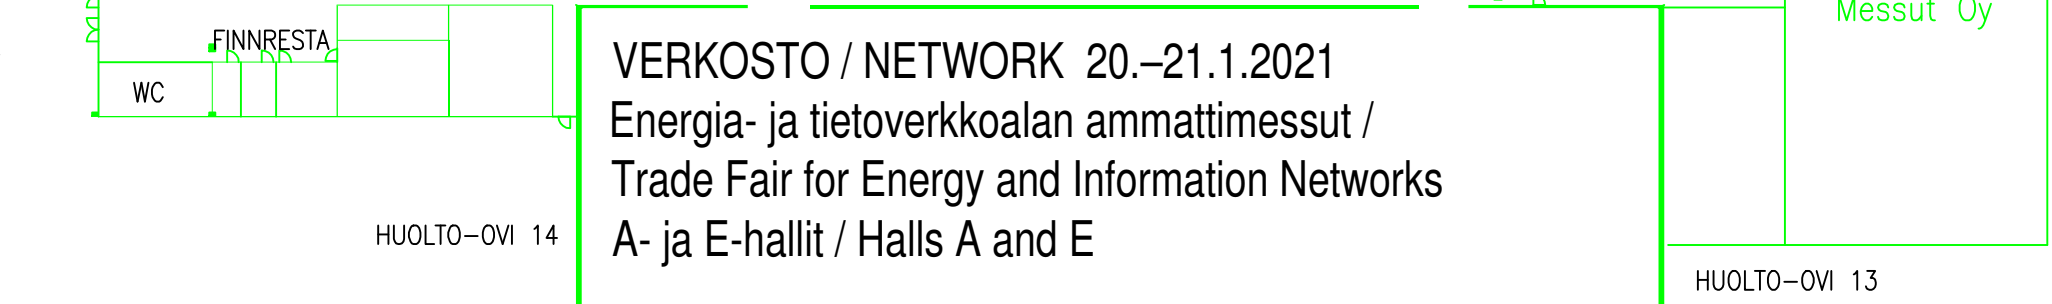 Messut Oy
FINNRESTA
WC
VERKOSTO / NETWORK 20.–21.1.2021
Energia- ja tietoverkkoalan ammattimessut /
Trade Fair for Energy and Information Networks
A- ja E-hallit / Halls A and E
HUOLTO-OVI 14
HUOLTO-OVI 13